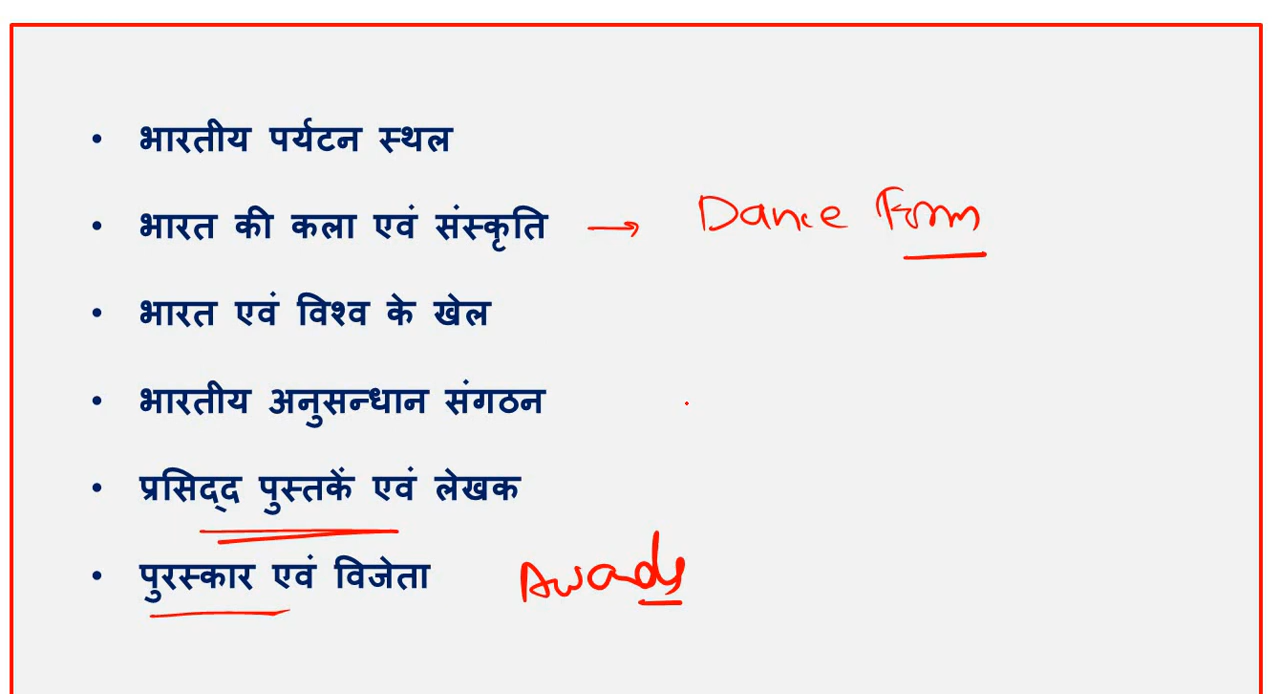 • भारतीय पर्यटन स्थल
• भारत की कला एवं संस्कृति → Dance Form
• भारत एवं विश्व के खेल
• भारतीय अनुसन्धान संगठन
• प्रसिद्द पुस्तकें एवं लेखक
• पुरस्कार एवं विजेता Awards